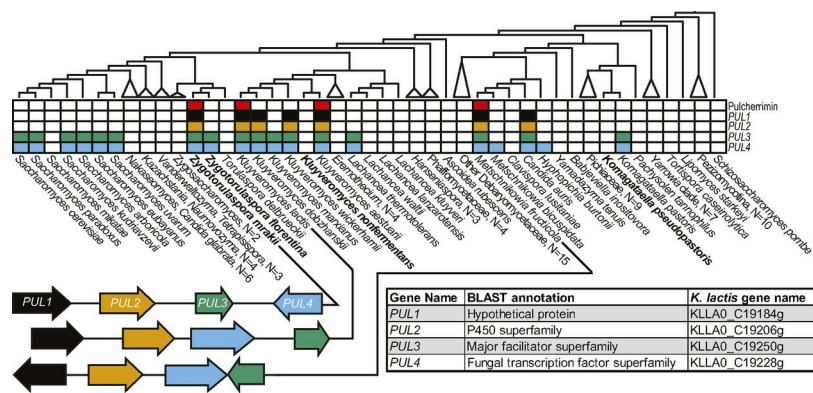 Pulcherrimin
PUL1
PUL2
PUL3
PUL4
Saccharomyces cerevisiae
Saccharomyces paradoxus
Saccharomyces mikatae
Saccharomyces kudriavzevii
Saccharomyces arboricola
Saccharomyces eubayanus
Saccharomyces uvarum
Nakaseomyces, Candida glabrata, N=6
Kazachstania, Naumovozyma, N=4
Vanderwaltozyma, Tetrapisispora, N=3
Zygosaccharomyces, N=2
Zygotorulaspora mrakii
Zygotorulaspora florentina
Torulaspora delbrueckii
Kluyveromyces lactis
Kluyveromyces dobzhanskii
Kluyveromyces marxianus
Kluyveromyces wickerhamii
Kluyveromyces nonfermentans
Kluyveromyces aestuarii
Eremothecium, N=4
Lachancea thermotolerans
Lachancea waltii
Lachancea lanzarotensis
Lachancea kluyveri
Hanseniaspora, N=3
Phaffomycetaceae, N=4
Ascoidea rubescens
Other Debaryomycetaceae, N=15
Metschnikowia fructicola
Metschnikowia bicuspidata
Clavispora lusitaniae
Candida auris
Hyphopichia burtonii
Yamadazyma tenuis
Babjeviella inositovora
Pichiaceae, N=9
Komagataella pseudopastoris
Komagataella pastoris
Pachysolen tannophilus
Yarrowia clade, N=7
Tortispora caseinolytica
Lipomyces starkeyi
Pezizomycotina, N=10
Schizosaccharomyces pombe
PUL1 PUL2 PUL3 PUL4
Gene Name BLAST annotation K. lactis gene name
PUL1 Hypothetical protein KLLA0_C19184g
PUL2 P450 superfamily KLLA0_C19206g
PUL3 Major facilitator superfamily KLLA0_C19250g
PUL4 Fungal transcription factor superfamily KLLA0_C19228g